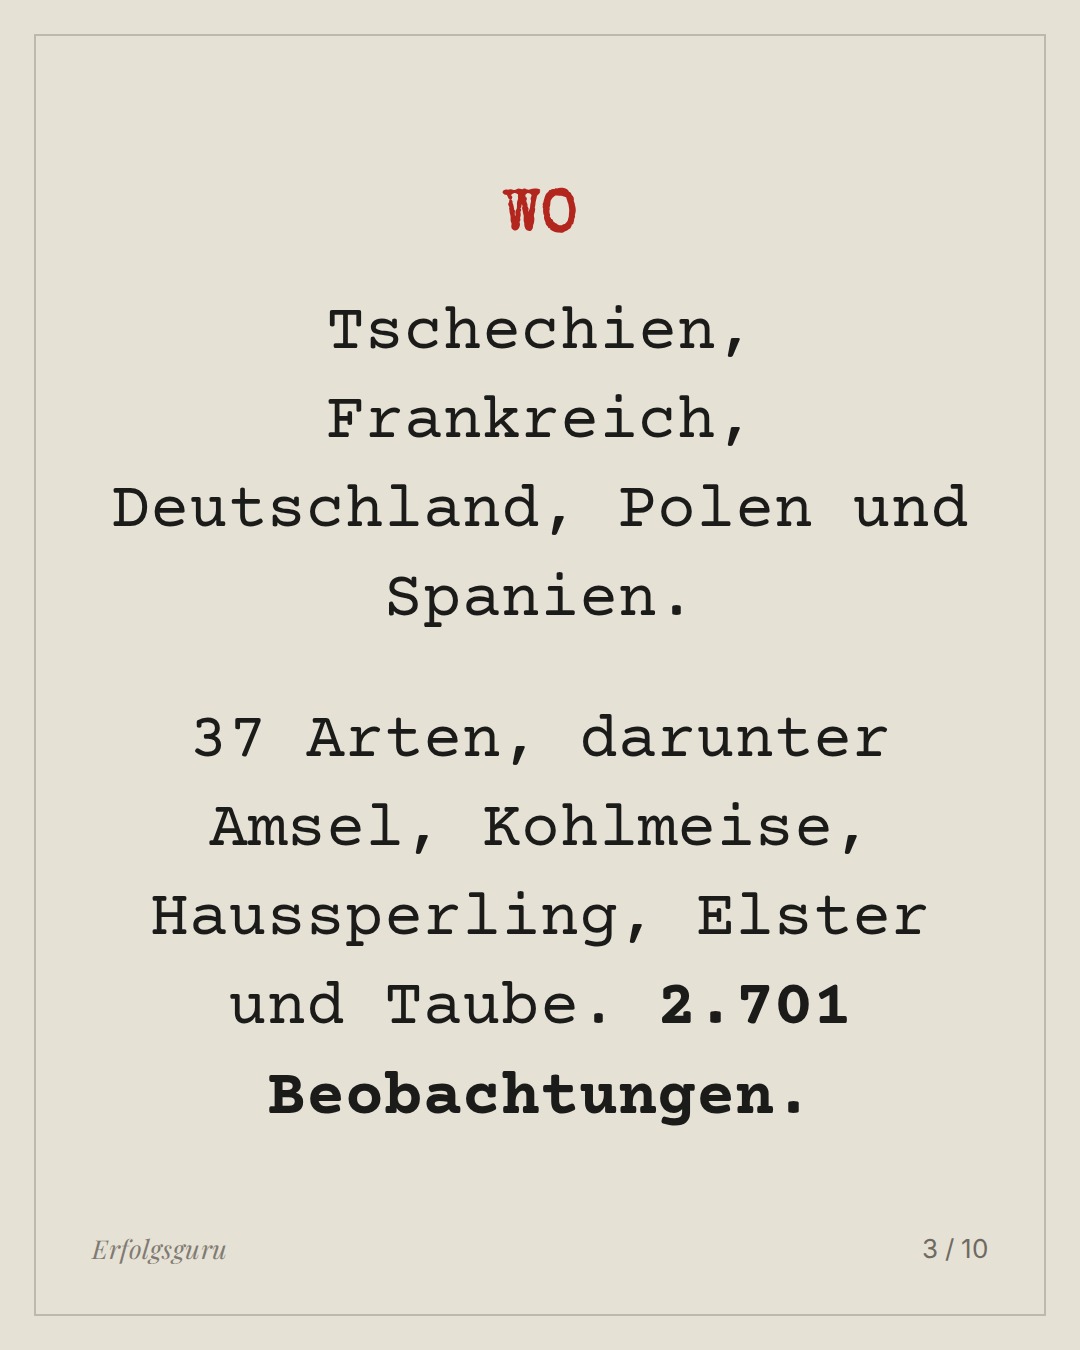 WO
Tschechien,
Frankreich,
Deutschland, Polen und
Spanien.
37 Arten, darunter
Amsel, Kohlmeise,
Haussperling, Elster
und Taube. 2.701
Beobachtungen.
Erfolgsguru
3 / 10